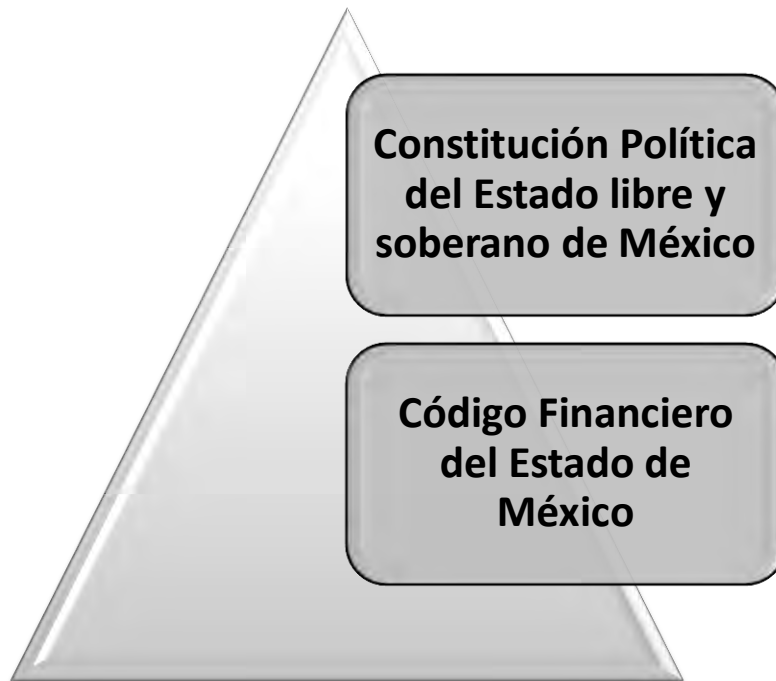 Constitución Política
del Estado libre y
soberano de México
Código Financiero
del Estado de
México